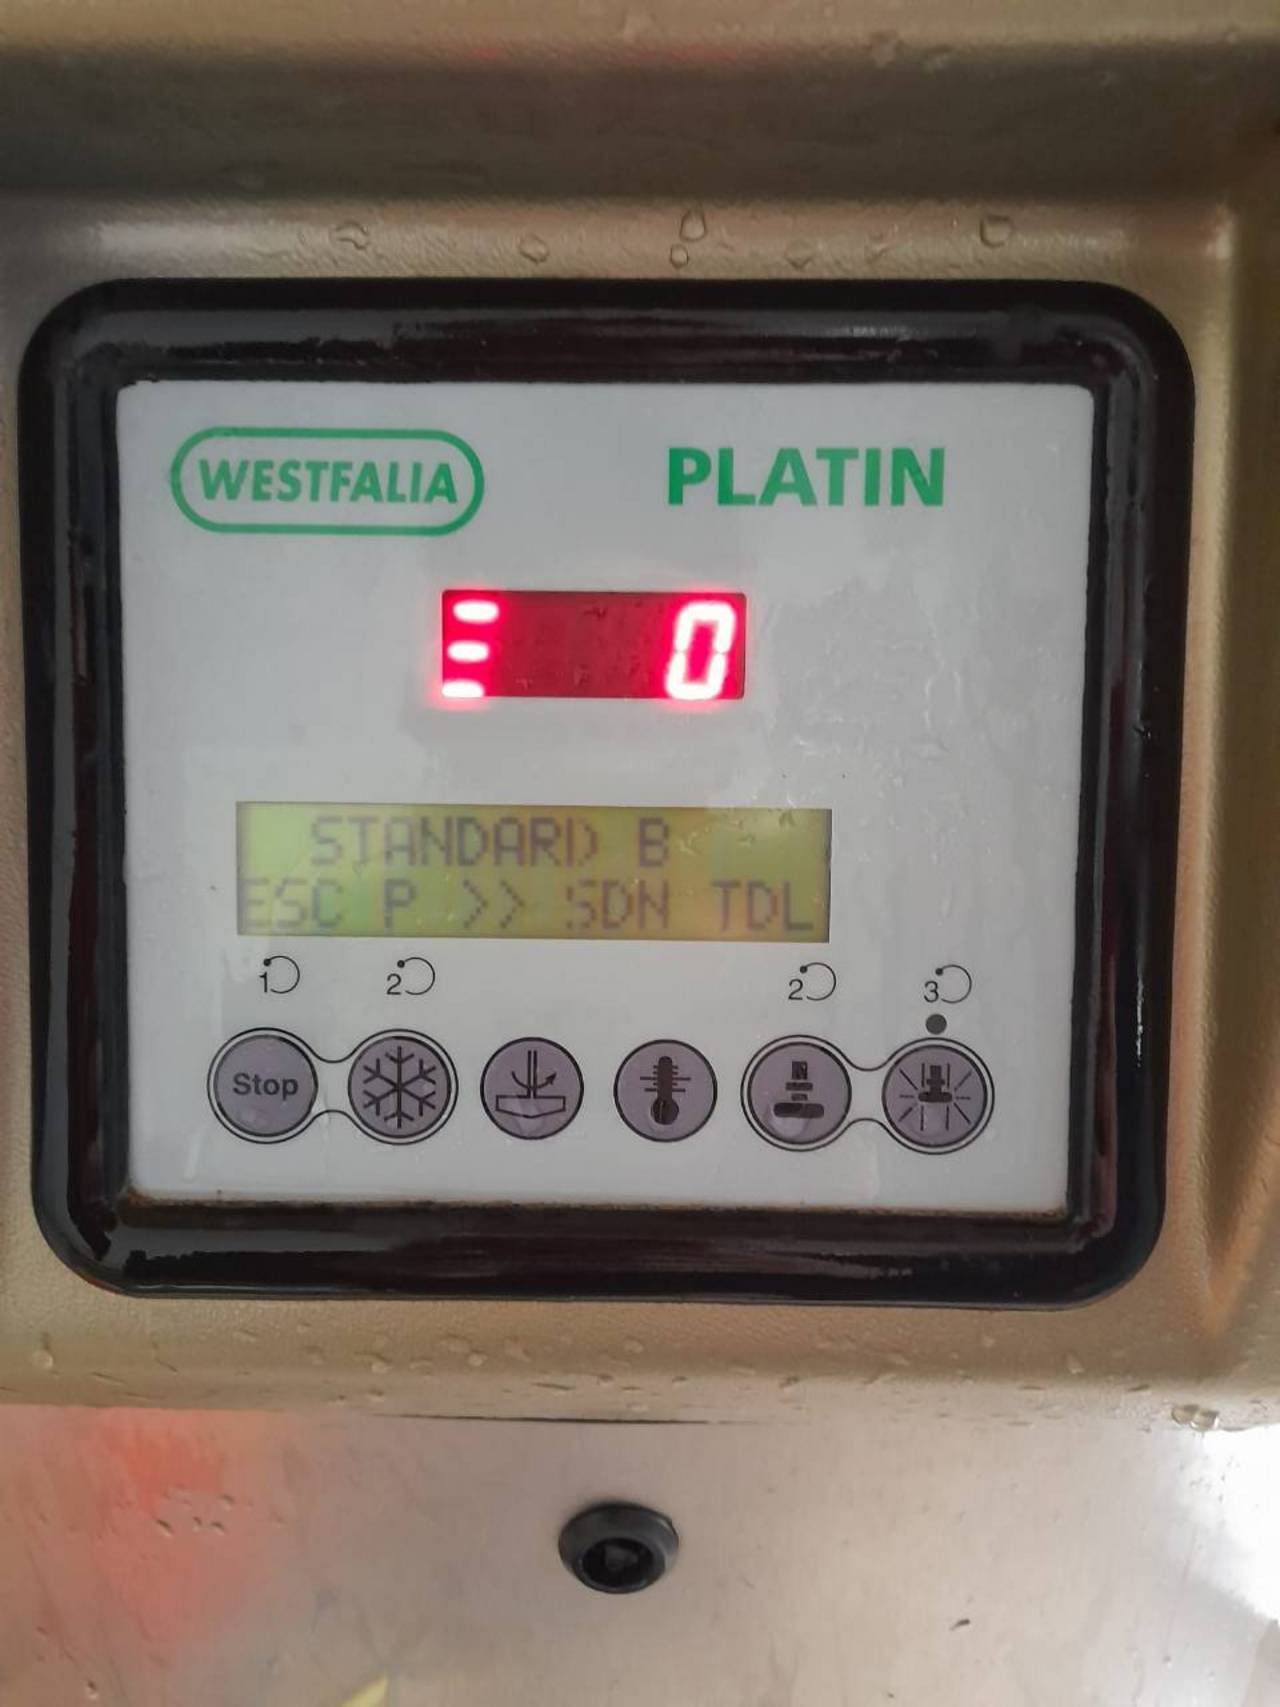 WESTFALIA PLATIN
0
STANDARD B
ESC P >> SDN TDL
1 2 2 3
Stop